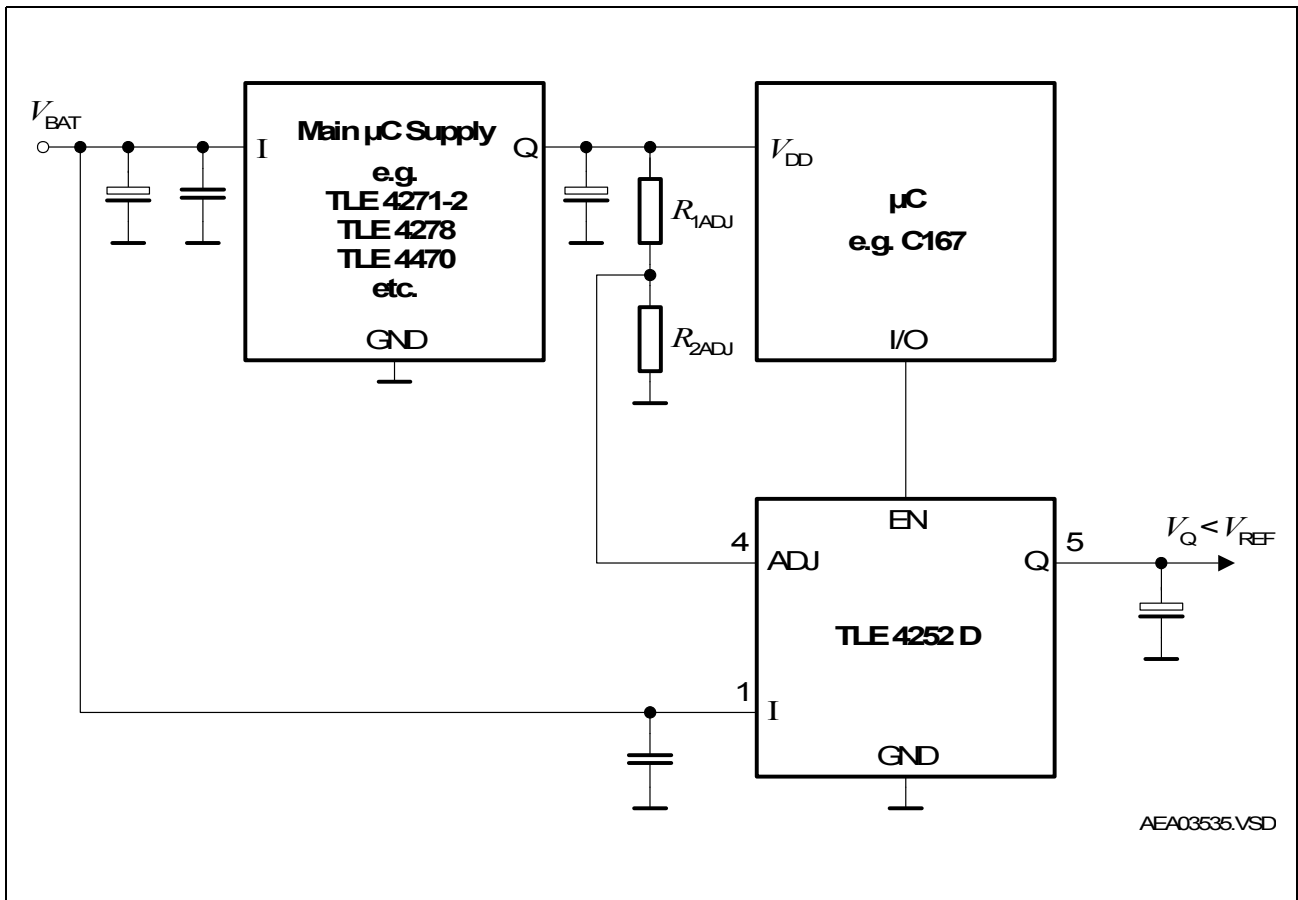 V_BAT
I
Main µC Supply
Q
e.g.
TLE 4271-2
TLE 4278
TLE 4470
etc.
GND
R_1ADJ
R_2ADJ
V_DD
µC
e.g. C167
I/O
EN
4
ADJ
Q
5
V_Q < V_REF
TLE 4252 D
1
I
GND
AEA03535.VSD